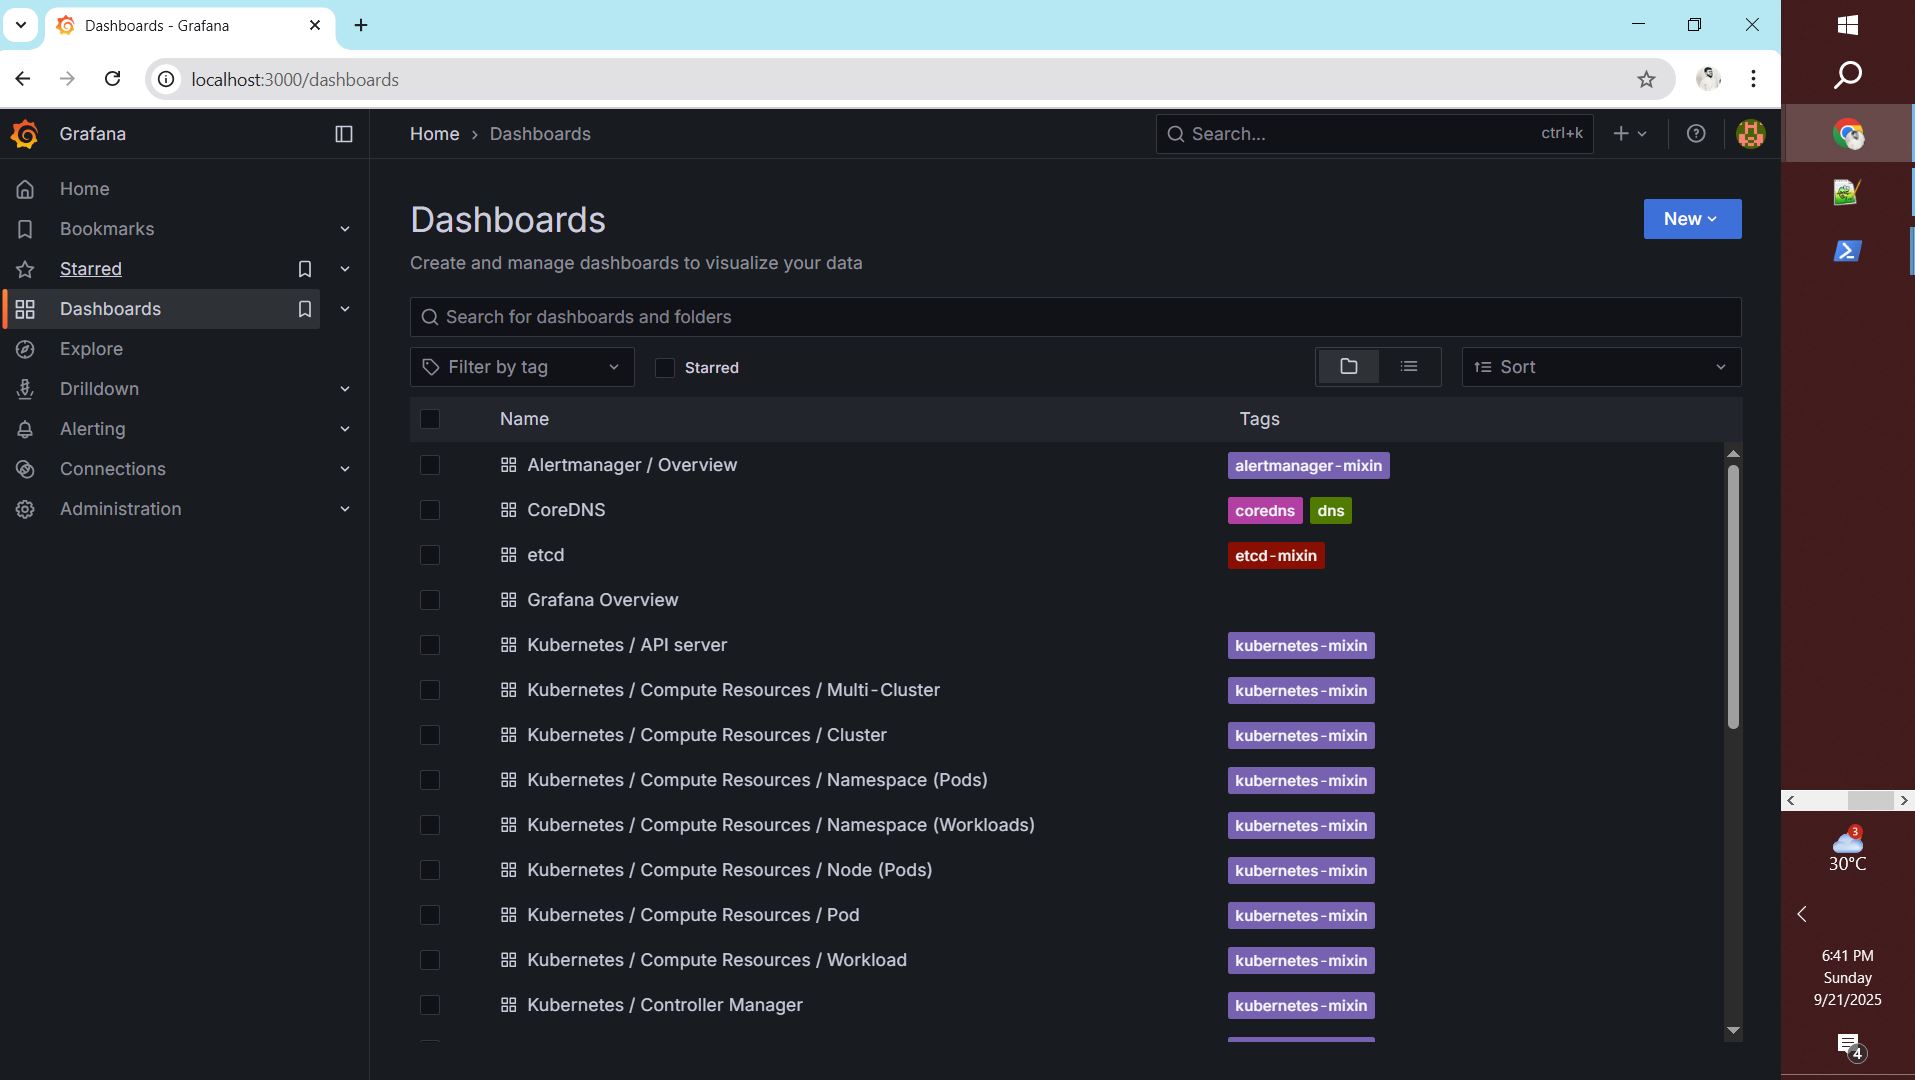 Dashboards - Grafana
localhost:3000/dashboards
Grafana
Home › Dashboards
Search...
ctrl+k
Home
Bookmarks
Starred
Dashboards
Explore
Drilldown
Alerting
Connections
Administration
Dashboards
New
Create and manage dashboards to visualize your data
Search for dashboards and folders
Filter by tag
Starred
Sort
Name Tags
Alertmanager / Overview alertmanager-mixin
CoreDNS coredns dns
etcd etcd-mixin
Grafana Overview
Kubernetes / API server kubernetes-mixin
Kubernetes / Compute Resources / Multi-Cluster kubernetes-mixin
Kubernetes / Compute Resources / Cluster kubernetes-mixin
Kubernetes / Compute Resources / Namespace (Pods) kubernetes-mixin
Kubernetes / Compute Resources / Namespace (Workloads) kubernetes-mixin
Kubernetes / Compute Resources / Node (Pods) kubernetes-mixin
Kubernetes / Compute Resources / Pod kubernetes-mixin
Kubernetes / Compute Resources / Workload kubernetes-mixin
Kubernetes / Controller Manager kubernetes-mixin
3
30°C
6:41 PM
Sunday
9/21/2025
4